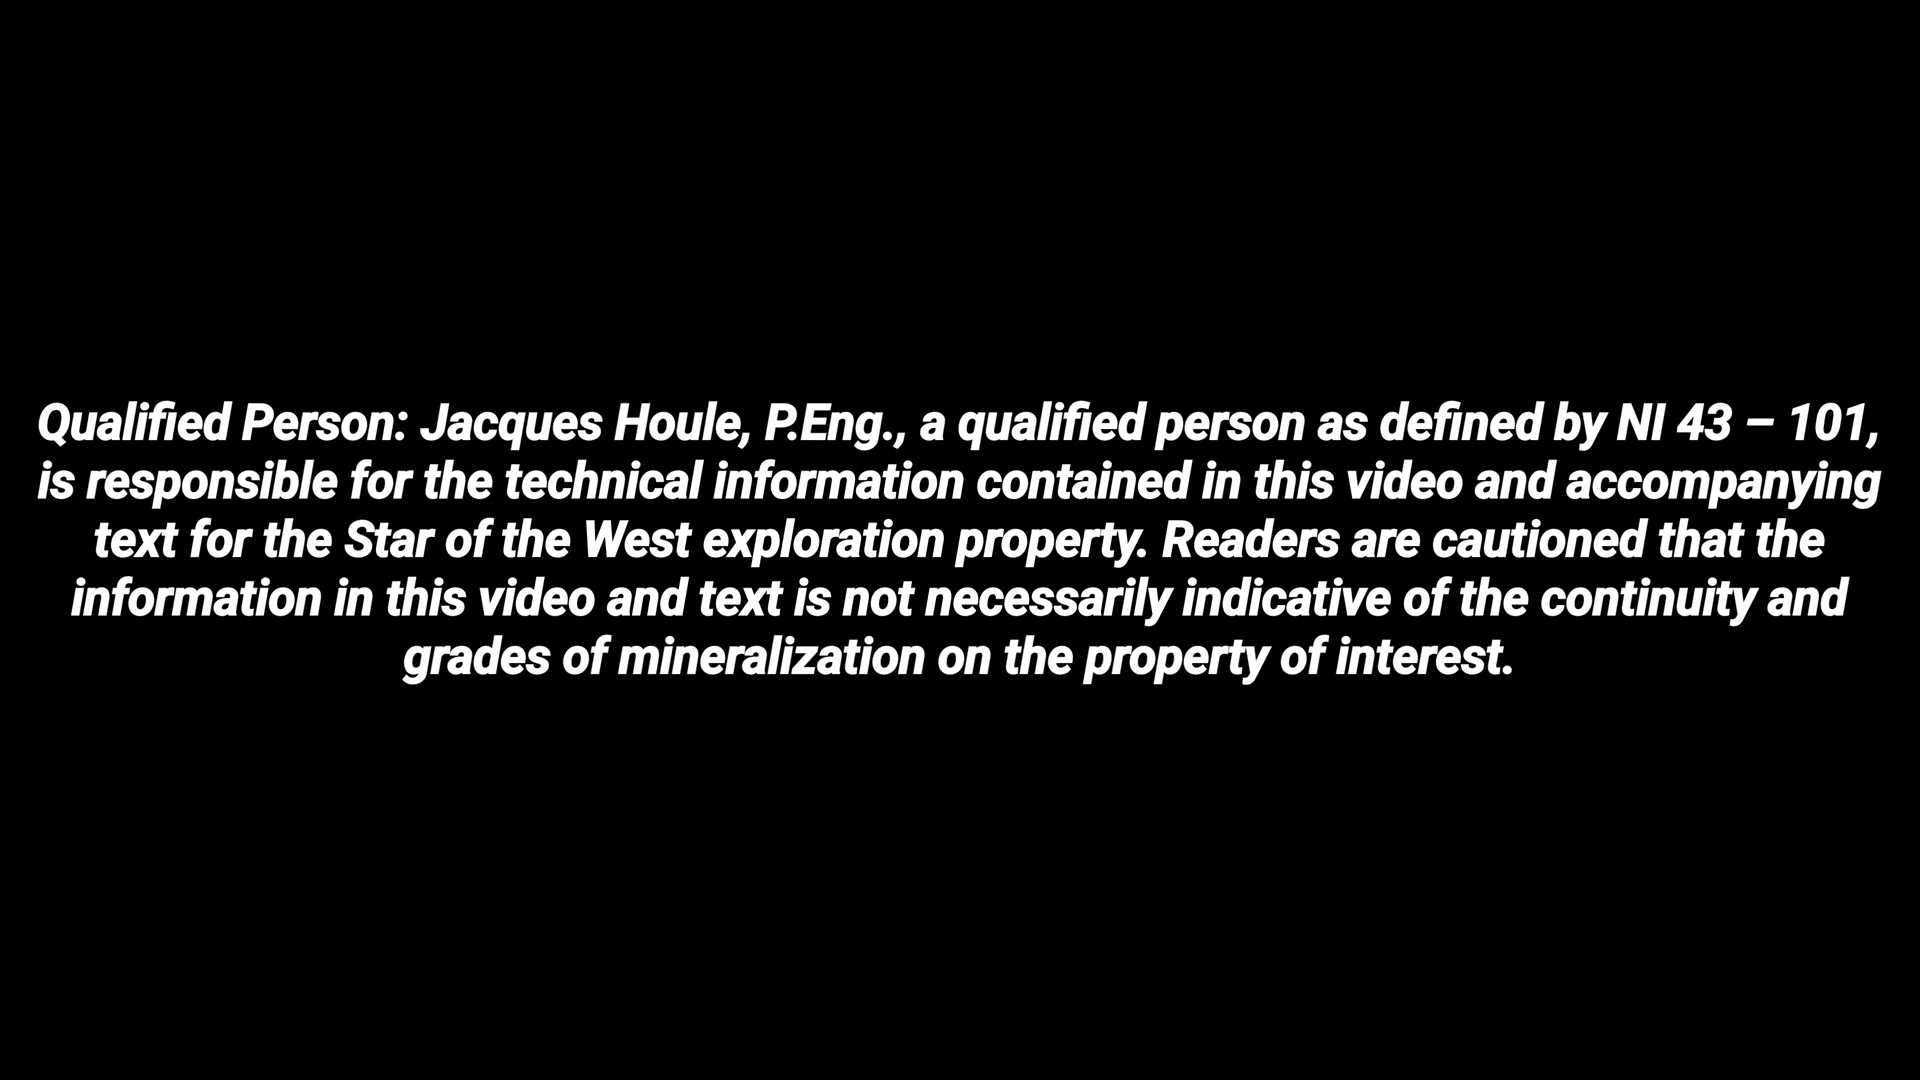 Qualified Person: Jacques Houle, P.Eng., a qualified person as defined by NI 43 – 101,
is responsible for the technical information contained in this video and accompanying
text for the Star of the West exploration property. Readers are cautioned that the
information in this video and text is not necessarily indicative of the continuity and
grades of mineralization on the property of interest.